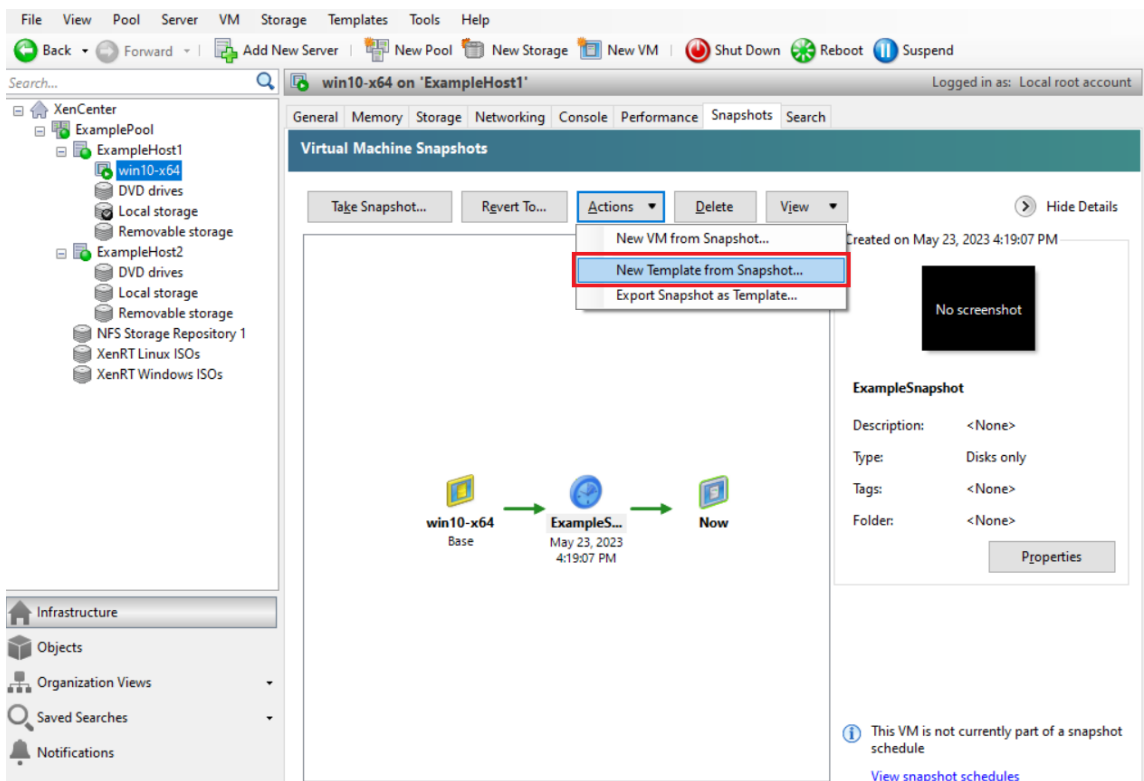 File View Pool Server VM Storage Templates Tools Help
Back Forward Add New Server New Pool New Storage New VM Shut Down Reboot Suspend
Search...
win10-x64 on 'ExampleHost1' Logged in as: Local root account
XenCenter
ExamplePool
ExampleHost1
win10-x64
DVD drives
Local storage
Removable storage
ExampleHost2
DVD drives
Local storage
Removable storage
NFS Storage Repository 1
XenRT Linux ISOs
XenRT Windows ISOs
Infrastructure
Objects
Organization Views
Saved Searches
Notifications
General Memory Storage Networking Console Performance Snapshots Search
Virtual Machine Snapshots
Take Snapshot... Revert To... Actions Delete View Hide Details
New VM from Snapshot...
New Template from Snapshot...
Export Snapshot as Template...
win10-x64
Base
ExampleS...
May 23, 2023
4:19:07 PM
Now
Created on May 23, 2023 4:19:07 PM
No screenshot
ExampleSnapshot
Description: <None>
Type: Disks only
Tags: <None>
Folder: <None>
Properties
This VM is not currently part of a snapshot
schedule
View snapshot schedules